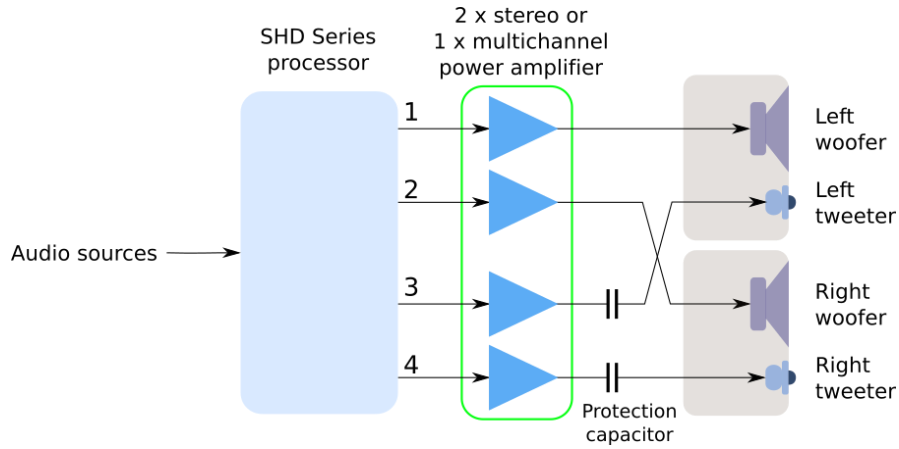 2 x stereo or
1 x multichannel
power amplifier
SHD Series
processor
1
Left
woofer
2
Left
tweeter
Audio sources
3
Right
woofer
4
Right
tweeter
Protection
capacitor